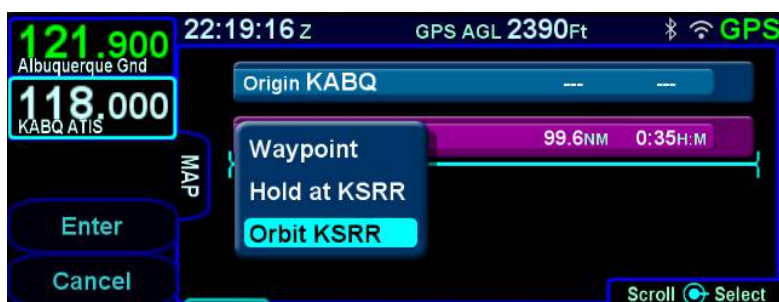 121.900
Albuquerque Gnd
118.000
KABQ ATIS
22:19:16 Z GPS AGL 2390Ft GPS
Origin KABQ --- ---
99.6NM 0:35H:M
MAP
Waypoint
Hold at KSRR
Orbit KSRR
Enter
Cancel
Scroll Select